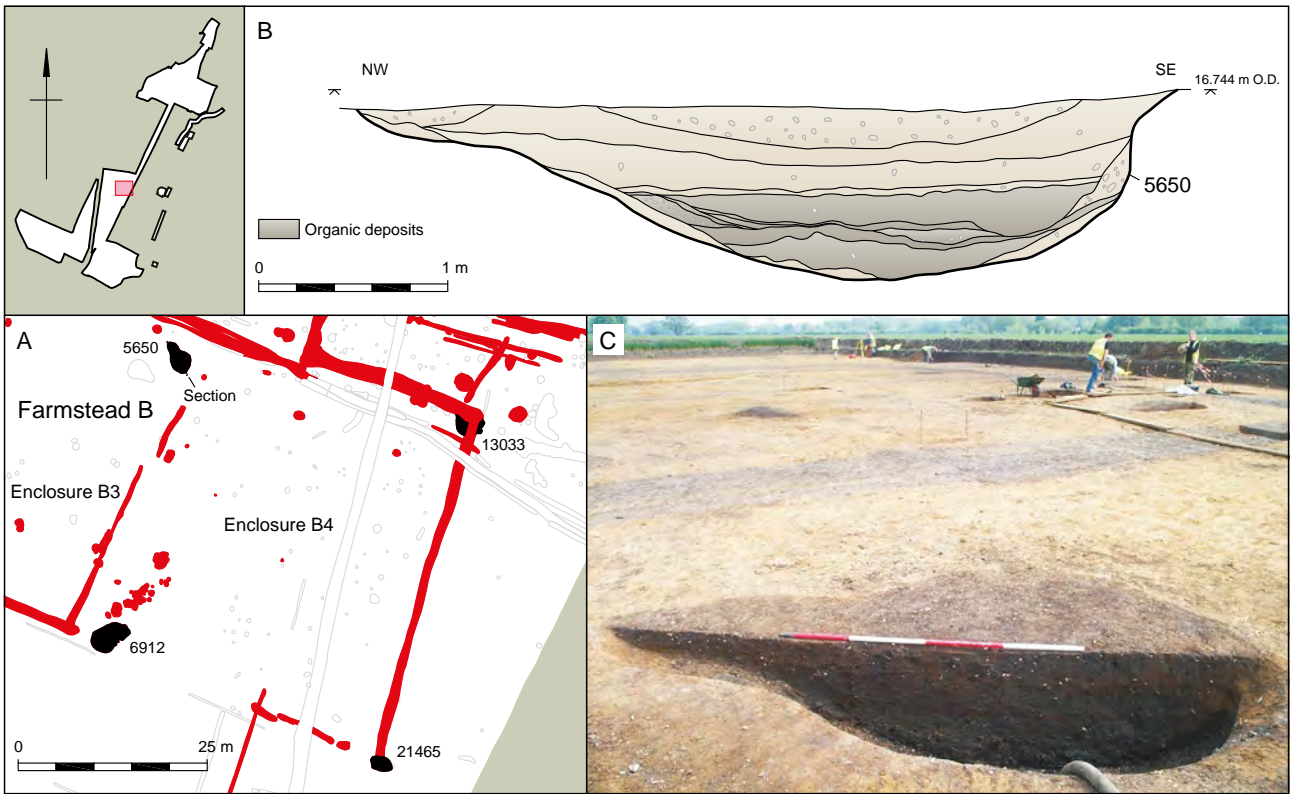 B
NW
SE
16.744 m O.D.
5650
Organic deposits
0
1 m
A
5650
Section
Farmstead B
13033
Enclosure B3
Enclosure B4
6912
21465
0
25 m
C